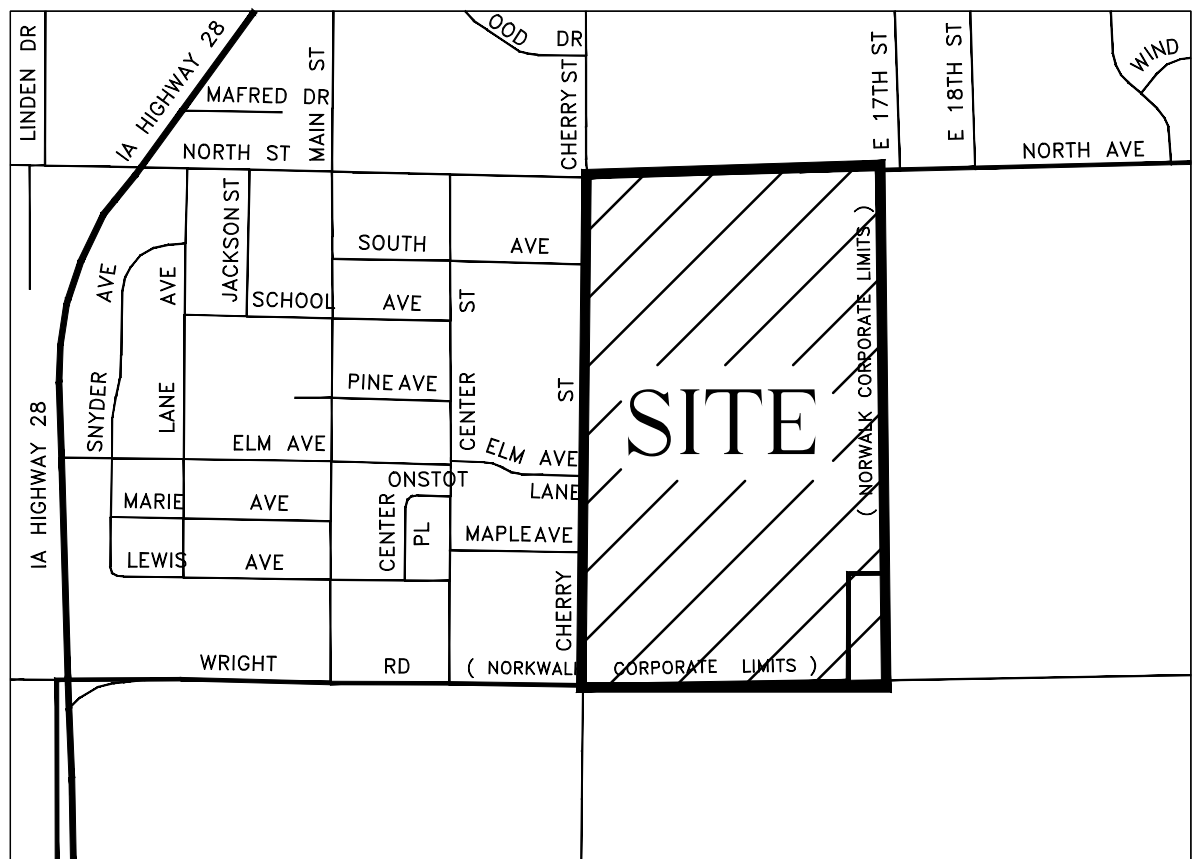 LINDEN DR
IA HIGHWAY 28
MAFRED DR
NORTH ST
MAIN ST
OOD DR
CHERRY ST
E 17TH ST
E 18TH ST
WIND
NORTH AVE
JACKSON ST
SOUTH AVE
SNYDER AVE
LANE AVE
SCHOOL AVE
CENTER ST
PINE AVE
CHERRY ST
IA HIGHWAY 28
ELM AVE
ELM AVE
ONSTOT LANE
MARIE AVE
CENTER PL
MAPLE AVE
LEWIS AVE
SITE
( NORWALK CORPORATE LIMITS )
WRIGHT RD ( NORKWALK CORPORATE LIMITS )